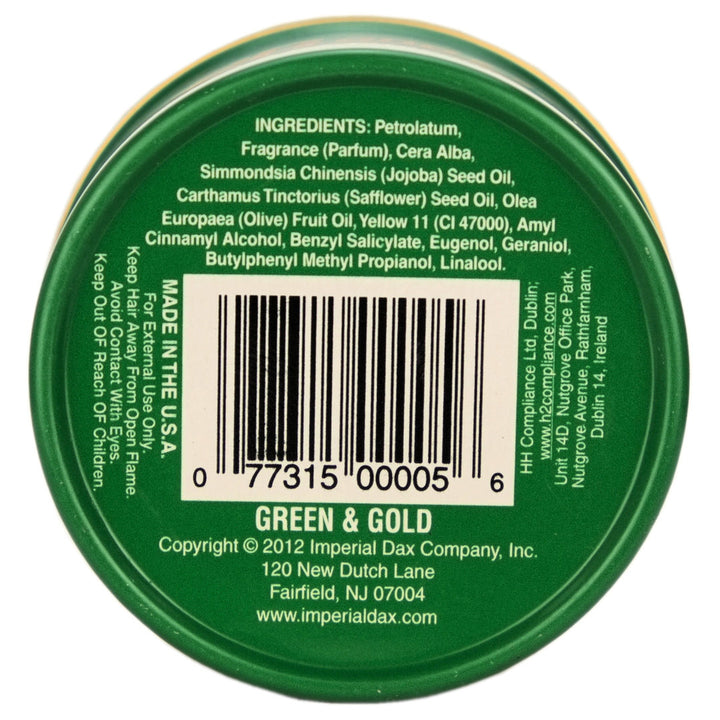 INGREDIENTS: Petrolatum,
Fragrance (Parfum), Cera Alba,
Simmondsia Chinensis (Jojoba) Seed Oil,
Carthamus Tinctorius (Safflower) Seed Oil, Olea
Europaea (Olive) Fruit Oil, Yellow 11 (CI 47000), Amyl
Cinnamyl Alcohol, Benzyl Salicylate, Eugenol, Geraniol,
Butylphenyl Methyl Propianol, Linalool.
MADE IN THE U.S.A.
For External Use Only.
Keep Hair Away From Open Flame.
Avoid Contact With Eyes.
Keep Out OF Reach OF Children.
0 77315 00005 6
HH Compliance Ltd, Dublin;
www.h2compliance.com
Unit 14D, Nutgrove Office Park,
Nutgrove Avenue, Rathfarnham,
Dublin 14, Ireland
GREEN & GOLD
Copyright © 2012 Imperial Dax Company, Inc.
120 New Dutch Lane
Fairfield, NJ 07004
www.imperialdax.com